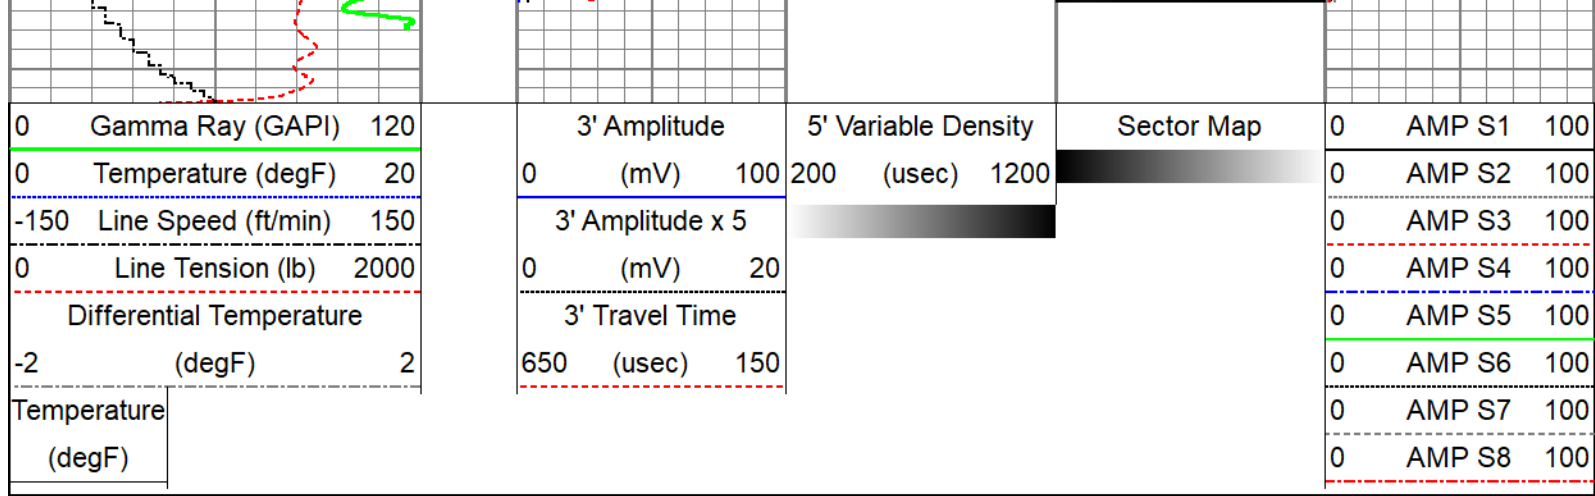 0 Gamma Ray (GAPI) 120
0 Temperature (degF) 20
-150 Line Speed (ft/min) 150
0 Line Tension (lb) 2000
Differential Temperature
-2 (degF) 2
Temperature
(degF)
3' Amplitude
0 (mV) 100
3' Amplitude x 5
0 (mV) 20
3' Travel Time
650 (usec) 150
5' Variable Density
200 (usec) 1200
Sector Map
0 AMP S1 100
0 AMP S2 100
0 AMP S3 100
0 AMP S4 100
0 AMP S5 100
0 AMP S6 100
0 AMP S7 100
0 AMP S8 100